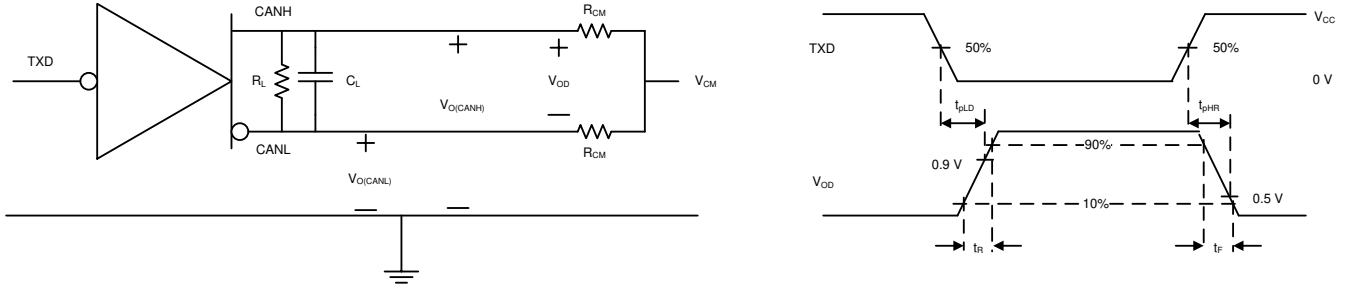 CANH
R_CM
TXD
R_L
C_L
V_OD
V_CM
V_O(CANH)
CANL
R_CM
V_O(CANL)
V_CC
TXD
50%
50%
0 V
t_pLD
t_pHR
90%
0.9 V
V_OD
10%
0.5 V
t_R
t_F